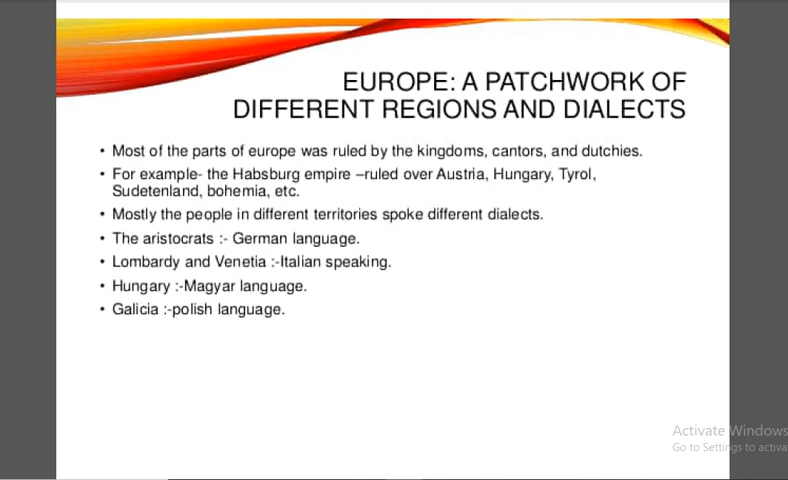 EUROPE: A PATCHWORK OF
DIFFERENT REGIONS AND DIALECTS
• Most of the parts of europe was ruled by the kingdoms, cantors, and dutchies.
• For example- the Habsburg empire –ruled over Austria, Hungary, Tyrol,
Sudetenland, bohemia, etc.
• Mostly the people in different territories spoke different dialects.
• The aristocrats :- German language.
• Lombardy and Venetia :-Italian speaking.
• Hungary :-Magyar language.
• Galicia :-polish language.
Activate Windows
Go to Settings to activa